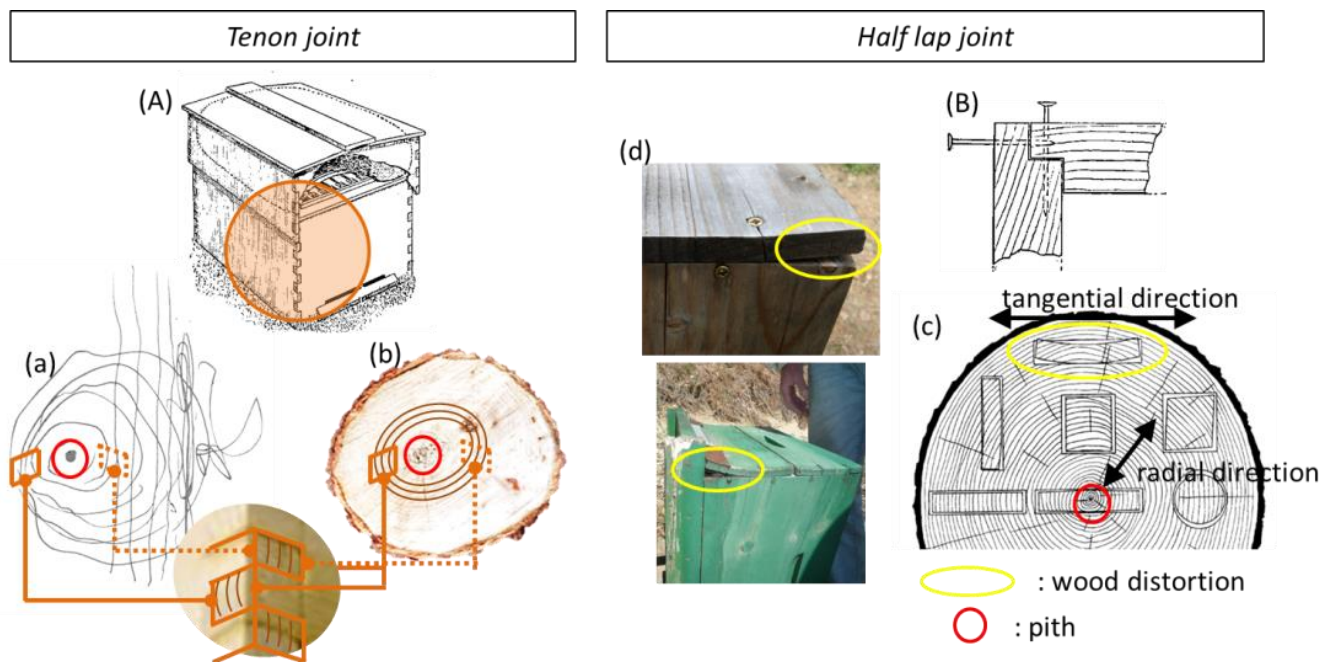 Tenon joint
Half lap joint
(A)
(B)
(d)
tangential direction
(c)
(a)
(b)
radial direction
: wood distortion
: pith